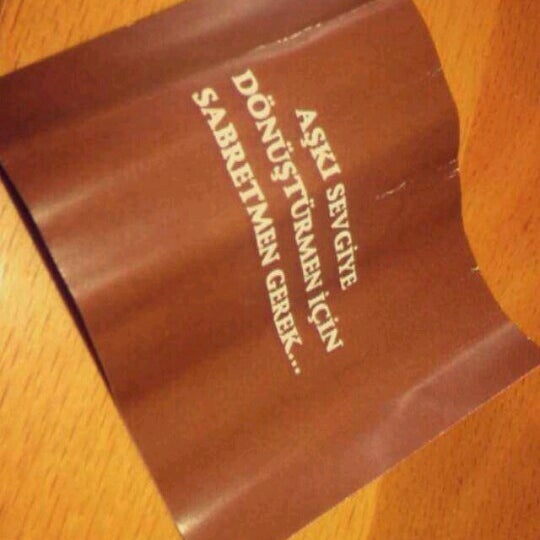 AŞKI SEVGİYE
DÖNÜŞTÜRMEN İÇİN
SABRETMEN GEREK...